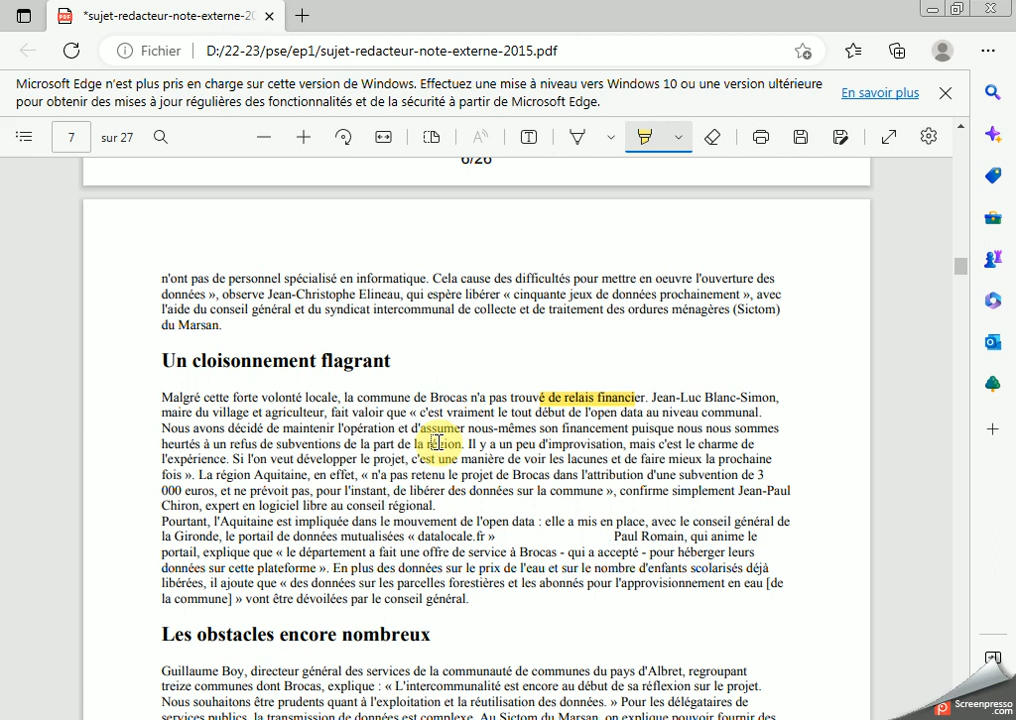 *sujet-redacteur-note-externe-20
Fichier
D:/22-23/pse/ep1/sujet-redacteur-note-externe-2015.pdf
Microsoft Edge n'est plus pris en charge sur cette version de Windows. Effectuez une mise à niveau vers Windows 10 ou une version ultérieure
pour obtenir des mises à jour régulières des fonctionnalités et de la sécurité à partir de Microsoft Edge.
En savoir plus
7 sur 27
6/26
n'ont pas de personnel spécialisé en informatique. Cela cause des difficultés pour mettre en oeuvre l'ouverture des
données », observe Jean-Christophe Elineau, qui espère libérer « cinquante jeux de données prochainement », avec
l'aide du conseil général et du syndicat intercommunal de collecte et de traitement des ordures ménagères (Sictom)
du Marsan.
Un cloisonnement flagrant
Malgré cette forte volonté locale, la commune de Brocas n'a pas trouvé de relais financier. Jean-Luc Blanc-Simon,
maire du village et agriculteur, fait valoir que « c'est vraiment le tout début de l'open data au niveau communal.
Nous avons décidé de maintenir l'opération et d'assumer nous-mêmes son financement puisque nous nous sommes
heurtés à un refus de subventions de la part de la région. Il y a un peu d'improvisation, mais c'est le charme de
l'expérience. Si l'on veut développer le projet, c'est une manière de voir les lacunes et de faire mieux la prochaine
fois ». La région Aquitaine, en effet, « n'a pas retenu le projet de Brocas dans l'attribution d'une subvention de 3
000 euros, et ne prévoit pas, pour l'instant, de libérer des données sur la commune », confirme simplement Jean-Paul
Chiron, expert en logiciel libre au conseil régional.
Pourtant, l'Aquitaine est impliquée dans le mouvement de l'open data : elle a mis en place, avec le conseil général de
la Gironde, le portail de données mutualisées « datalocale.fr » Paul Romain, qui anime le
portail, explique que « le département a fait une offre de service à Brocas - qui a accepté - pour héberger leurs
données sur cette plateforme ». En plus des données sur le prix de l'eau et sur le nombre d'enfants scolarisés déjà
libérées, il ajoute que « des données sur les parcelles forestières et les abonnés pour l'approvisionnement en eau [de
la commune] » vont être dévoilées par le conseil général.
Les obstacles encore nombreux
Guillaume Boy, directeur général des services de la communauté de communes du pays d'Albret, regroupant
treize communes dont Brocas, explique : « L'intercommunalité est encore au début de sa réflexion sur le projet.
Nous souhaitons être prudents quant à l'exploitation et la réutilisation des données. » Pour les délégataires de
services publics, la transmission de données est complexe. Au Sictom du Marsan, on explique pouvoir fournir des
Screenpresso
.com